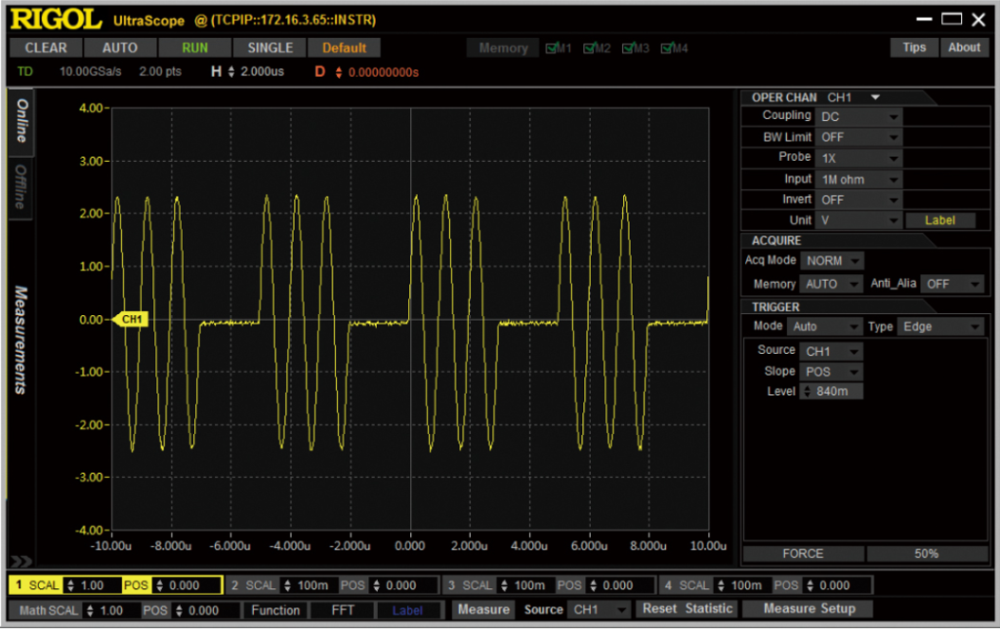 RIGOL UltraScope @ (TCPIP::172.16.3.65::INSTR)
CLEAR AUTO RUN SINGLE Default Memory M1 M2 M3 M4 Tips About
TD 10.00GSa/s 2.00 pts H 2.000us D 0.00000000s
Online
Offline
Measurements
4.00
3.00
2.00
1.00
0.00 CH1
-1.00
-2.00
-3.00
-4.00
-10.00u -8.000u -6.000u -4.000u -2.000u 0.000 2.000u 4.000u 6.000u 8.000u 10.00u
OPER CHAN CH1
Coupling DC
BW Limit OFF
Probe 1X
Input 1M ohm
Invert OFF
Unit V Label
ACQUIRE
Acq Mode NORM
Memory AUTO Anti_Alia OFF
TRIGGER
Mode Auto Type Edge
Source CH1
Slope POS
Level 840m
FORCE 50%
1 SCAL 1.00 POS 0.000 2 SCAL 100m POS 0.000 3 SCAL 100m POS 0.000 4 SCAL 100m POS 0.000
Math SCAL 1.00 POS 0.000 Function FFT Label Measure Source CH1 Reset Statistic Measure Setup